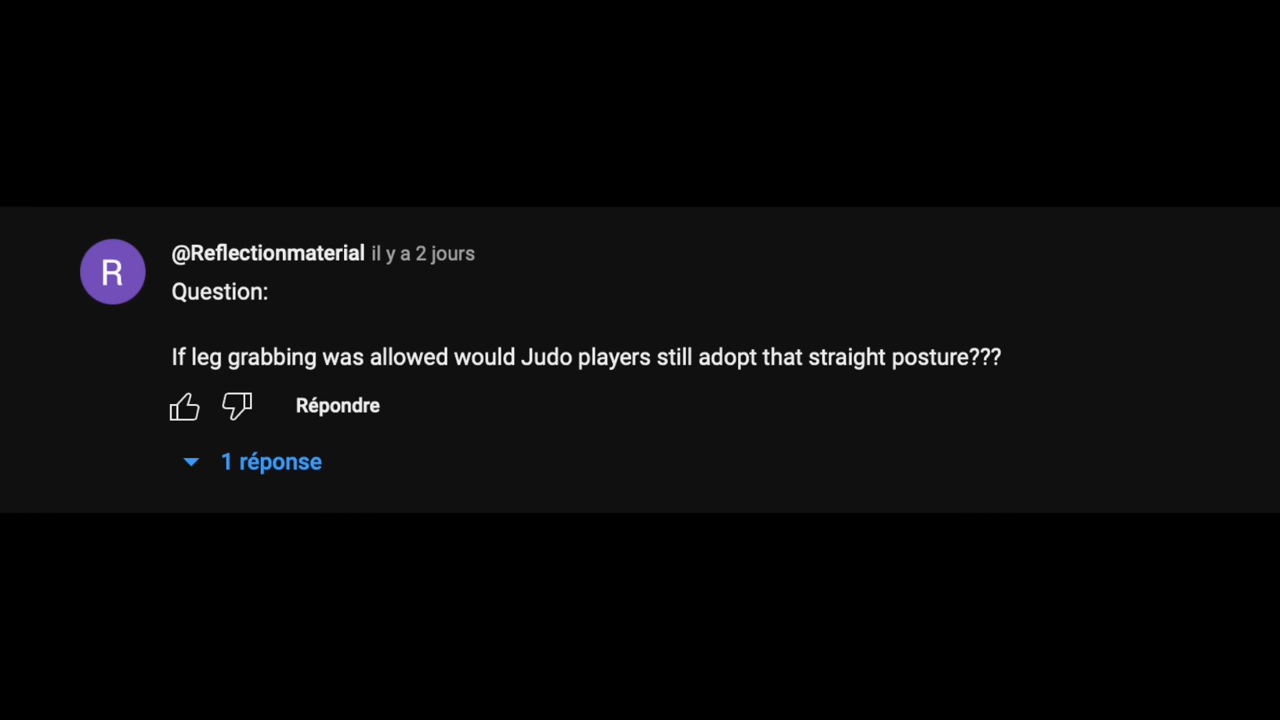 R
@Reflectionmaterial il y a 2 jours
Question:
If leg grabbing was allowed would Judo players still adopt that straight posture???
Répondre
1 réponse